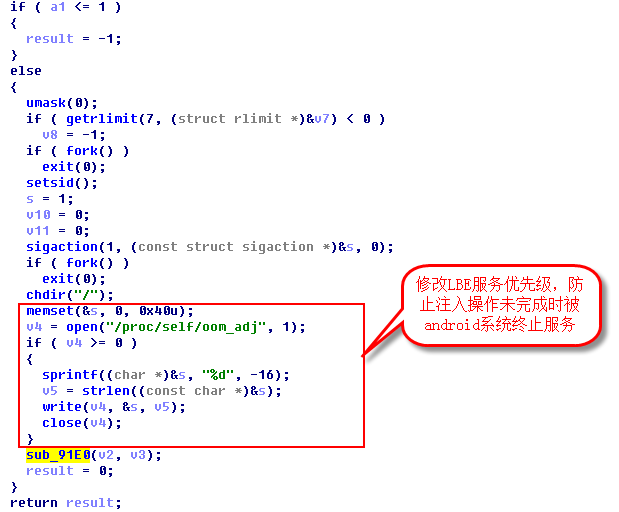 if ( a1 <= 1 )
{
result = -1;
}
else
{
umask(0);
if ( getrlimit(7, (struct rlimit *)&v7) < 0 )
v8 = -1;
if ( fork() )
exit(0);
setsid();
s = 1;
v10 = 0;
v11 = 0;
sigaction(1, (const struct sigaction *)&s, 0);
if ( fork() )
exit(0);
chdir("/");
memset(&s, 0, 0x40u);
v4 = open("/proc/self/oom_adj", 1);
if ( v4 >= 0 )
{
sprintf((char *)&s, "%d", -16);
v5 = strlen((const char *)&s);
write(v4, &s, v5);
close(v4);
}
sub_91E0(v2, v3);
result = 0;
}
return result;
修改LBE服务优先级，防
止注入操作未完成时被
android系统终止服务